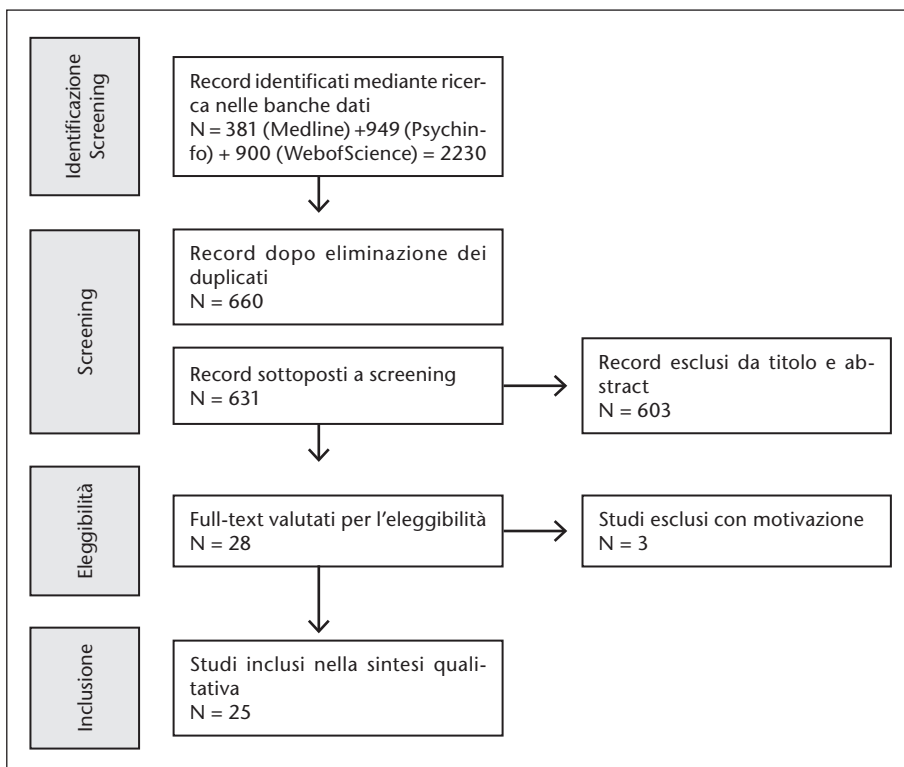 Identificazione
Screening
Record identificati mediante ricer-
ca nelle banche dati
N = 381 (Medline) +949 (Psychin-
fo) + 900 (WebofScience) = 2230
Screening
Record dopo eliminazione dei
duplicati
N = 660
Record sottoposti a screening
N = 631
Record esclusi da titolo e ab-
stract
N = 603
Eleggibilità
Full-text valutati per l'eleggibilità
N = 28
Studi esclusi con motivazione
N = 3
Inclusione
Studi inclusi nella sintesi quali-
tativa
N = 25